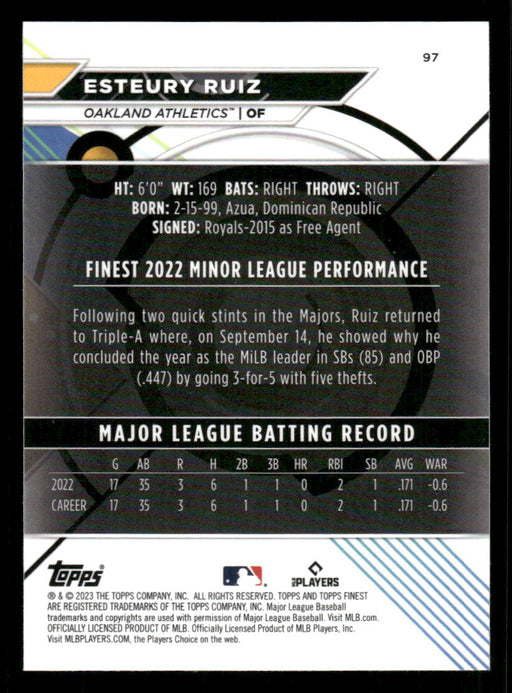 97
ESTEURY RUIZ
OAKLAND ATHLETICS™ | OF
HT: 6'0" WT: 169 BATS: RIGHT THROWS: RIGHT
BORN: 2-15-99, Azua, Dominican Republic
SIGNED: Royals-2015 as Free Agent
FINEST 2022 MINOR LEAGUE PERFORMANCE
Following two quick stints in the Majors, Ruiz returned
to Triple-A where, on September 14, he showed why he
concluded the year as the MiLB leader in SBs (85) and OBP
(.447) by going 3-for-5 with five thefts.
MAJOR LEAGUE BATTING RECORD
G AB R H 2B 3B HR RBI SB AVG WAR
2022 17 35 3 6 1 1 0 2 1 .171 -0.6
CAREER 17 35 3 6 1 1 0 2 1 .171 -0.6
TOPPS PLAYERS
® & © 2023 THE TOPPS COMPANY, INC. ALL RIGHTS RESERVED. TOPPS AND TOPPS FINEST
ARE REGISTERED TRADEMARKS OF THE TOPPS COMPANY, INC. Major League Baseball
trademarks and copyrights are used with permission of Major League Baseball. Visit MLB.com.
OFFICIALLY LICENSED PRODUCT OF MLB. Officially Licensed Product of MLB Players, Inc.
Visit MLBPLAYERS.COM, the Players Choice on the web.